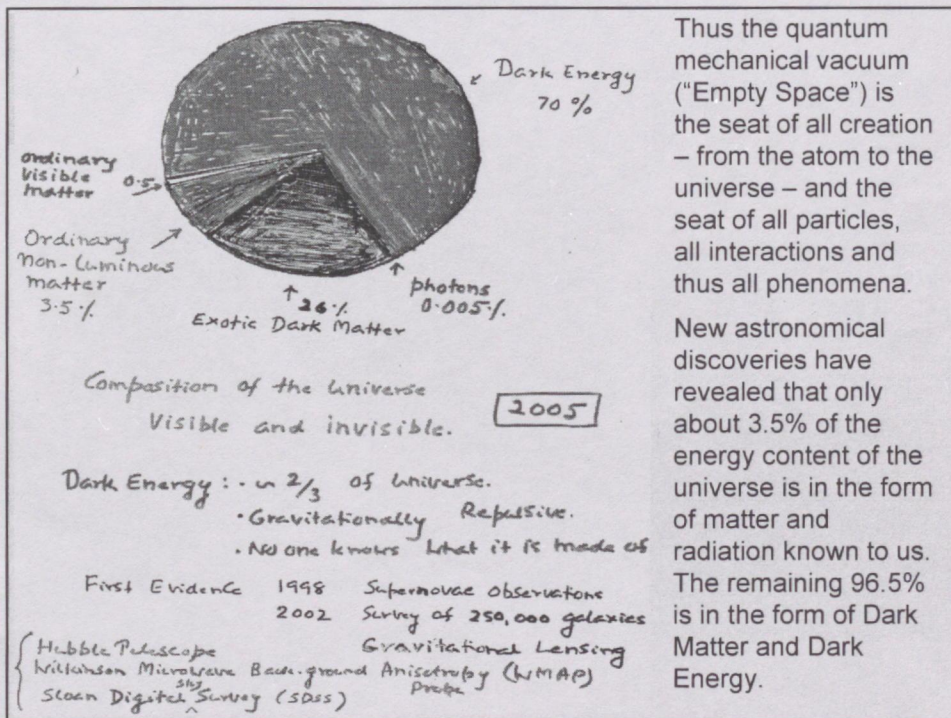 Dark Energy
70 %
ordinary
visible
matter 0.5
Ordinary
non-luminous
matter
3.5 ·/.
26 ·/.
Exotic Dark Matter
photons
0.005 ·/.
Composition of the Universe
Visible and invisible.
2005
Dark Energy : · ~ 2/3 of Universe.
· Gravitationally Repulsive.
· No one knows what it is made of
First Evidence 1998 Supernovae observations
2002 Survey of 250,000 galaxies
Gravitational Lensing
Hubble Telescope
Wilkinson Microwave Back-ground Anisotropy Probe (WMAP)
Sloan Digital Sky Survey (SDSS)
Thus the quantum
mechanical vacuum
(“Empty Space”) is
the seat of all creation
– from the atom to the
universe – and the
seat of all particles,
all interactions and
thus all phenomena.
New astronomical
discoveries have
revealed that only
about 3.5% of the
energy content of the
universe is in the form
of matter and
radiation known to us.
The remaining 96.5%
is in the form of Dark
Matter and Dark
Energy.